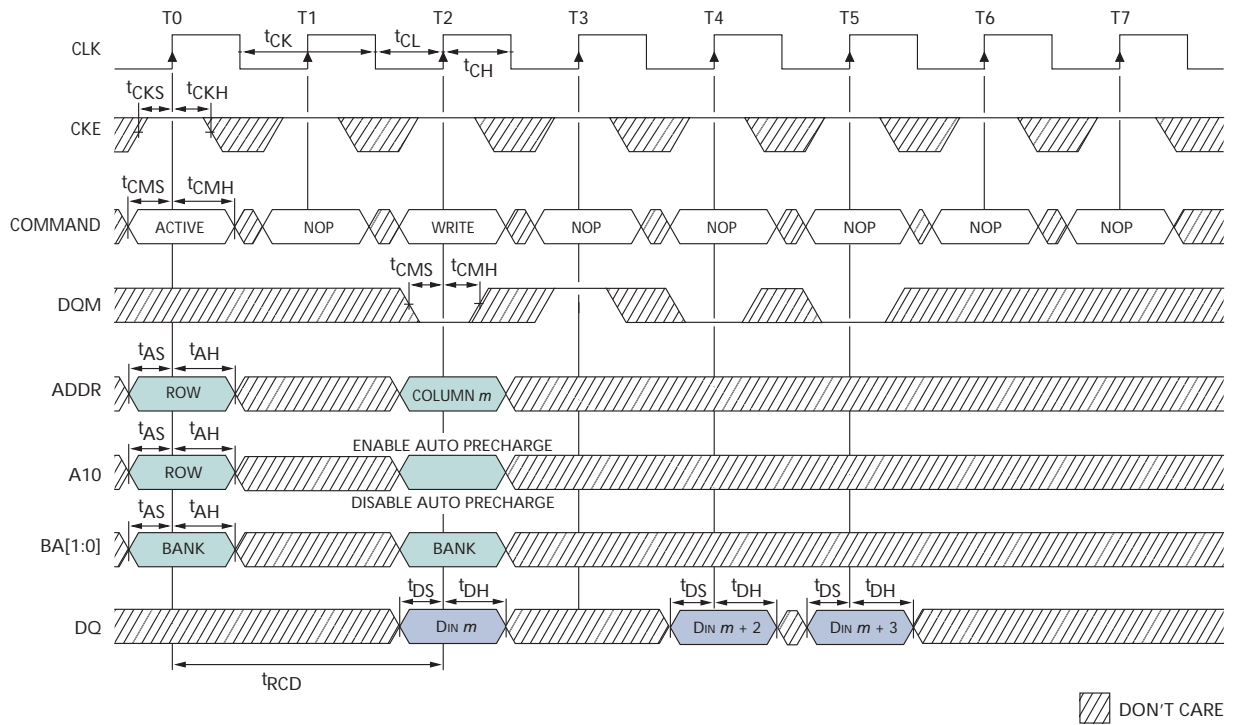 T0 T1 T2 T3 T4 T5 T6 T7
CLK tCK tCL tCH
tCKS tCKH
CKE
tCMS tCMH
COMMAND ACTIVE NOP WRITE NOP NOP NOP NOP NOP
tCMS tCMH
DQM
tAS tAH
ADDR ROW COLUMN m
tAS tAH ENABLE AUTO PRECHARGE
A10 ROW
DISABLE AUTO PRECHARGE
tAS tAH
BA[1:0] BANK BANK
tDS tDH tDS tDH tDS tDH
DQ DIN m DIN m + 2 DIN m + 3
tRCD
DON'T CARE